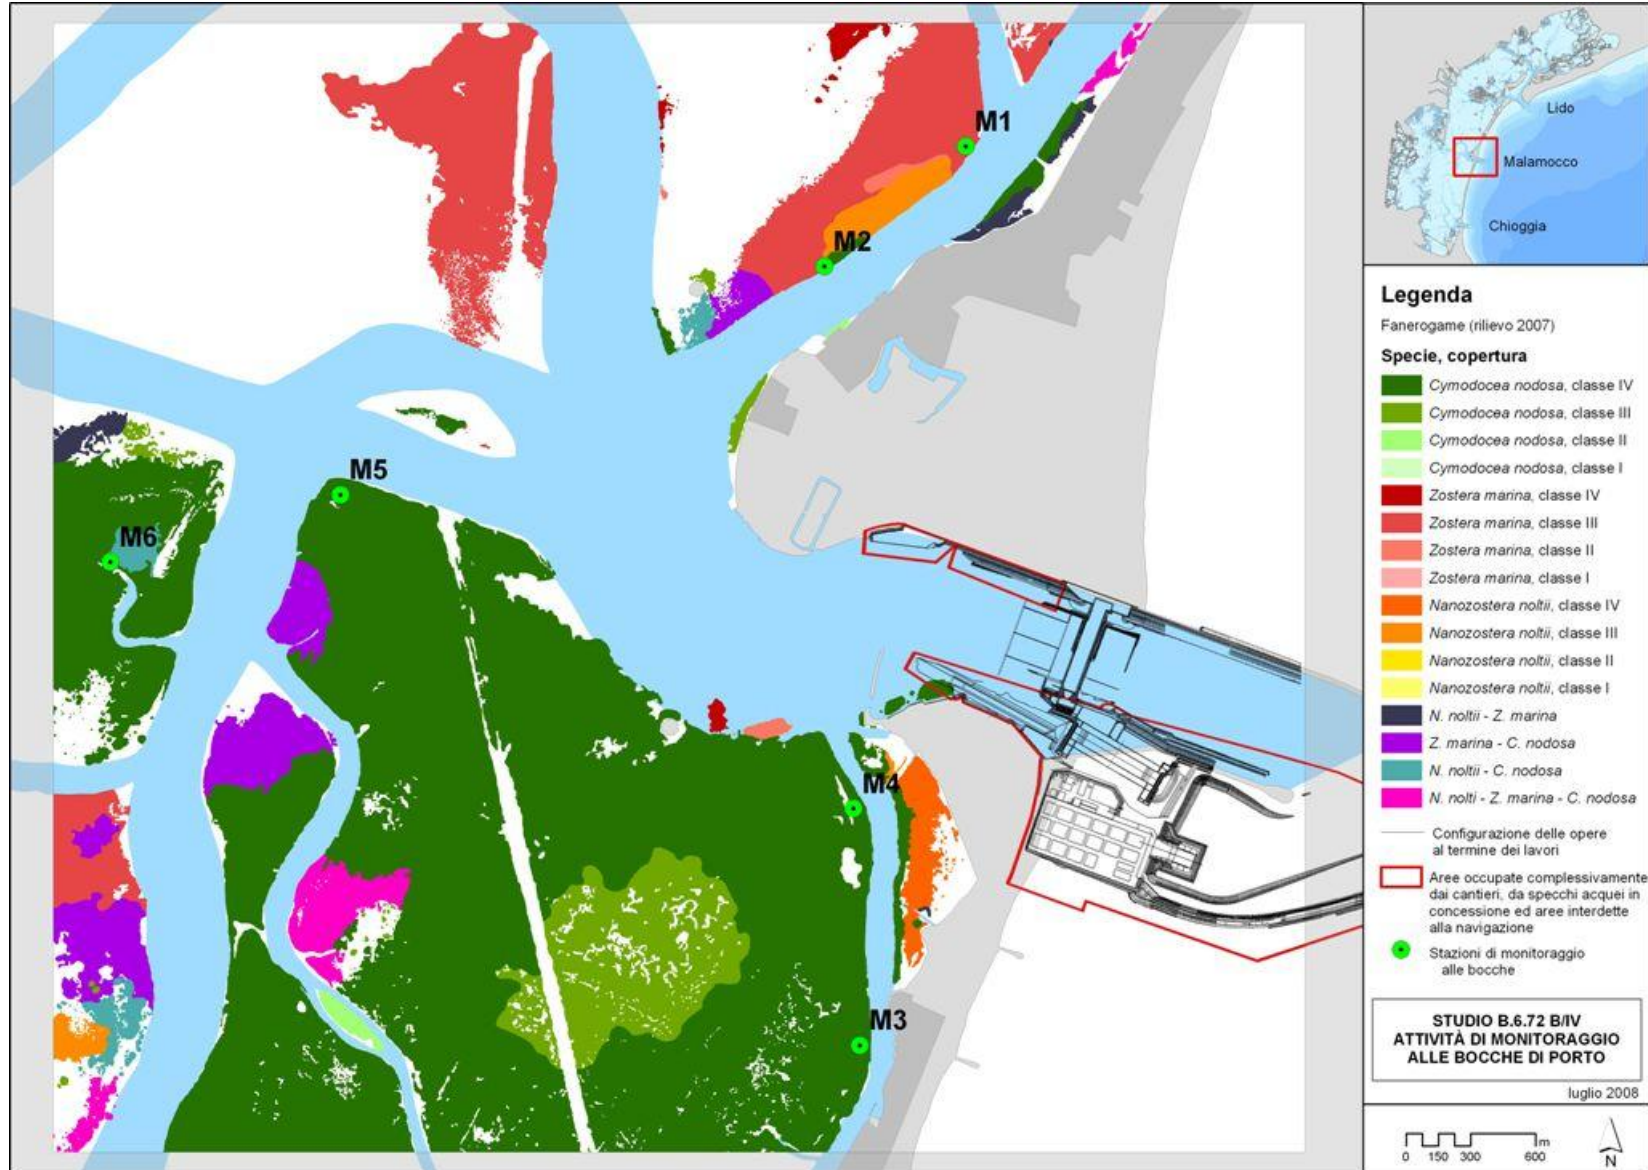 M1
M2
M5
M6
M4
M3
Lido
Malamocco
Chioggia
Legenda
Fanerogame (rilievo 2007)
Specie, copertura
Cymodocea nodosa, classe IV
Cymodocea nodosa, classe III
Cymodocea nodosa, classe II
Cymodocea nodosa, classe I
Zostera marina, classe IV
Zostera marina, classe III
Zostera marina, classe II
Zostera marina, classe I
Nanozostera noltii, classe IV
Nanozostera noltii, classe III
Nanozostera noltii, classe II
Nanozostera noltii, classe I
N. noltii - Z. marina
Z. marina - C. nodosa
N. noltii - C. nodosa
N. nolti - Z. marina - C. nodosa
Configurazione delle opere
al termine dei lavori
Aree occupate complessivamente
dai cantieri, da specchi acquei in
concessione ed aree interdette
alla navigazione
Stazioni di monitoraggio
alle bocche
STUDIO B.6.72 B/IV
ATTIVITÀ DI MONITORAGGIO
ALLE BOCCHE DI PORTO
luglio 2008
m
0 150 300 600
N